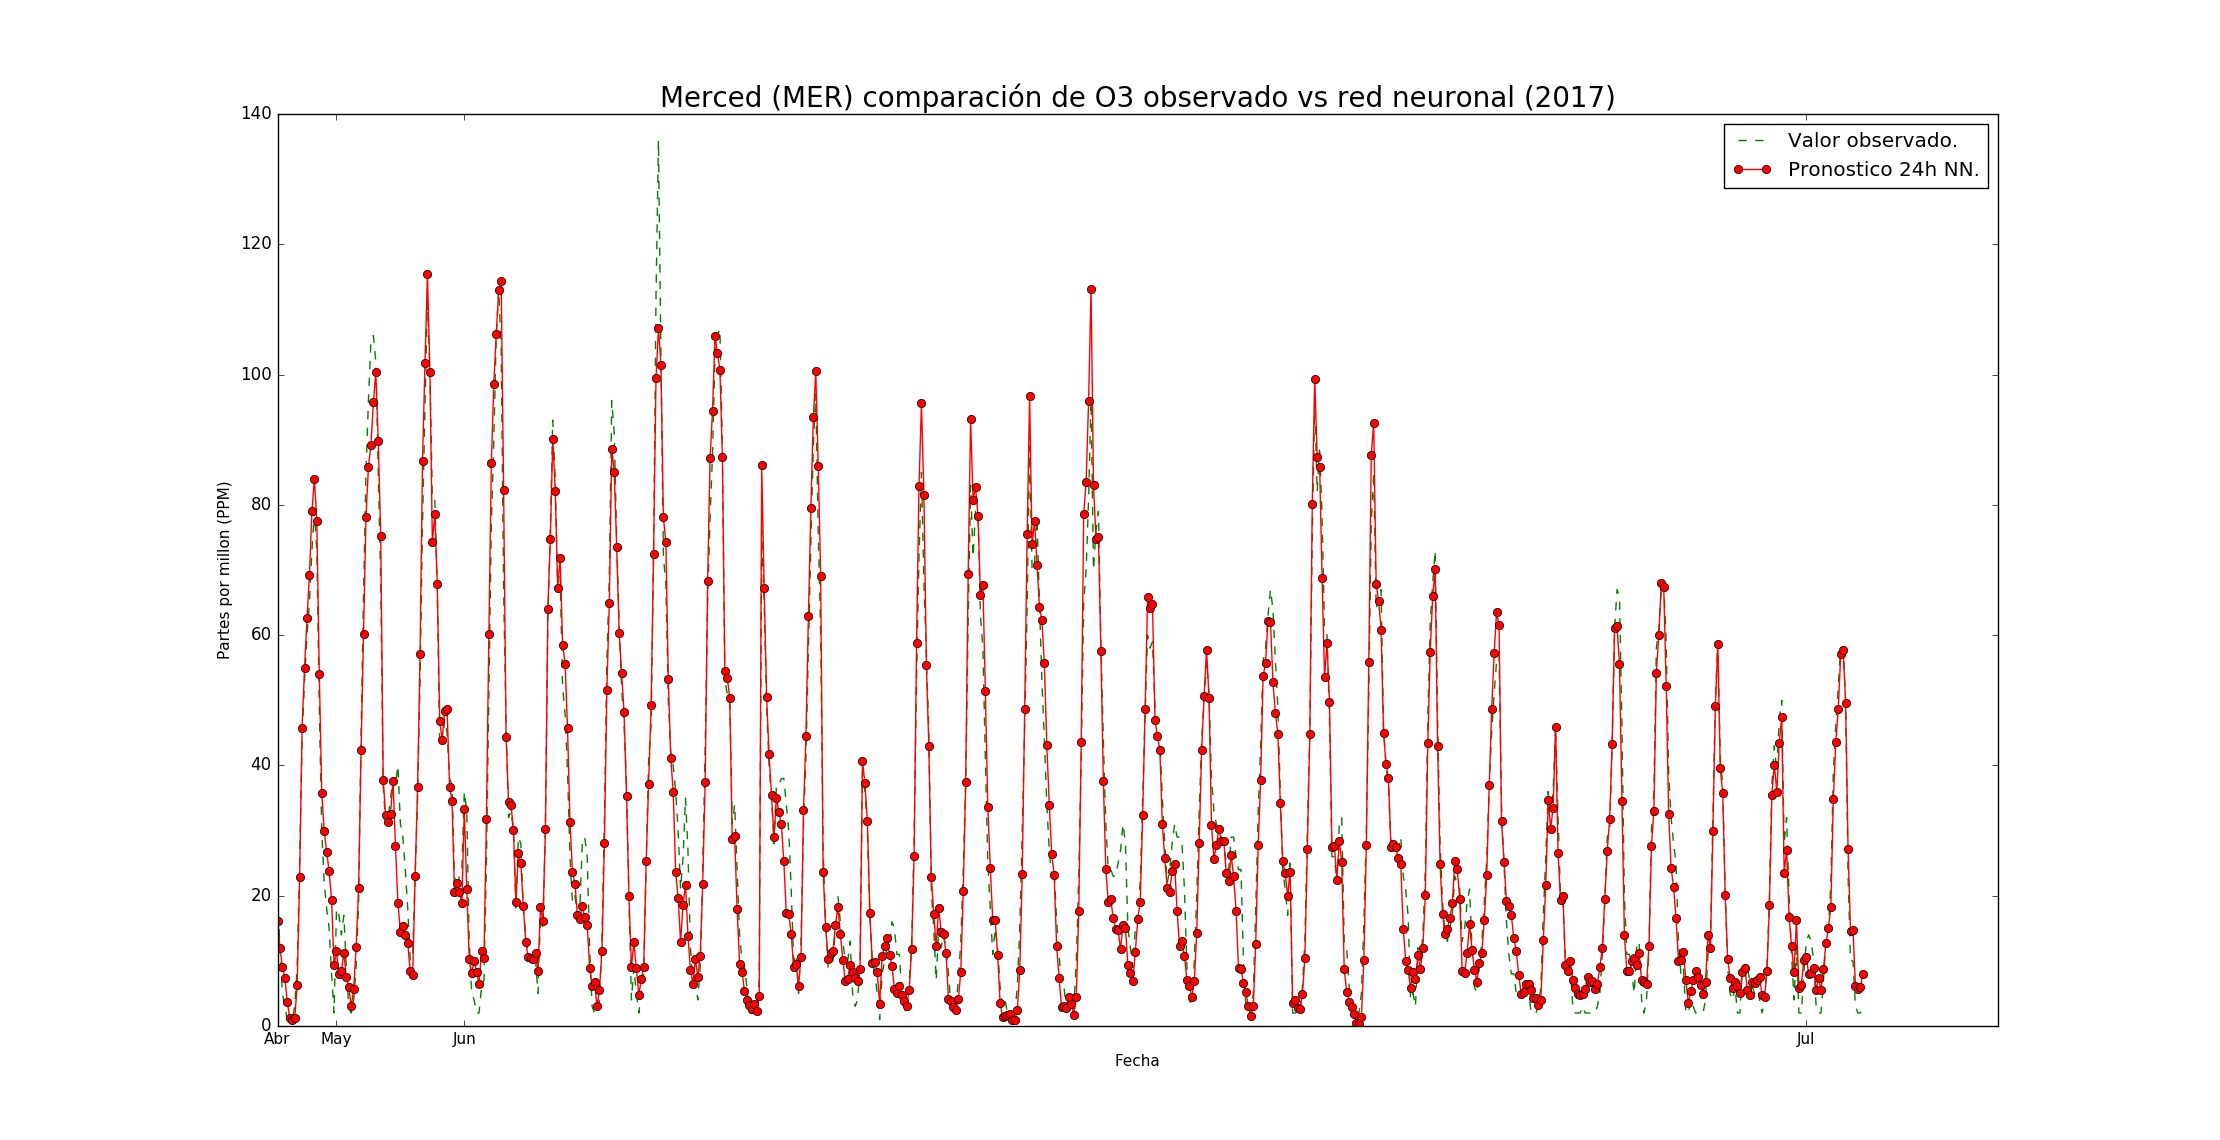 Merced (MER) comparación de O3 observado vs red neuronal (2017)
Valor observado.
Pronostico 24h NN.
140
120
100
80
60
40
20
0
Partes por millon (PPM)
Abr May Jun Jul
Fecha